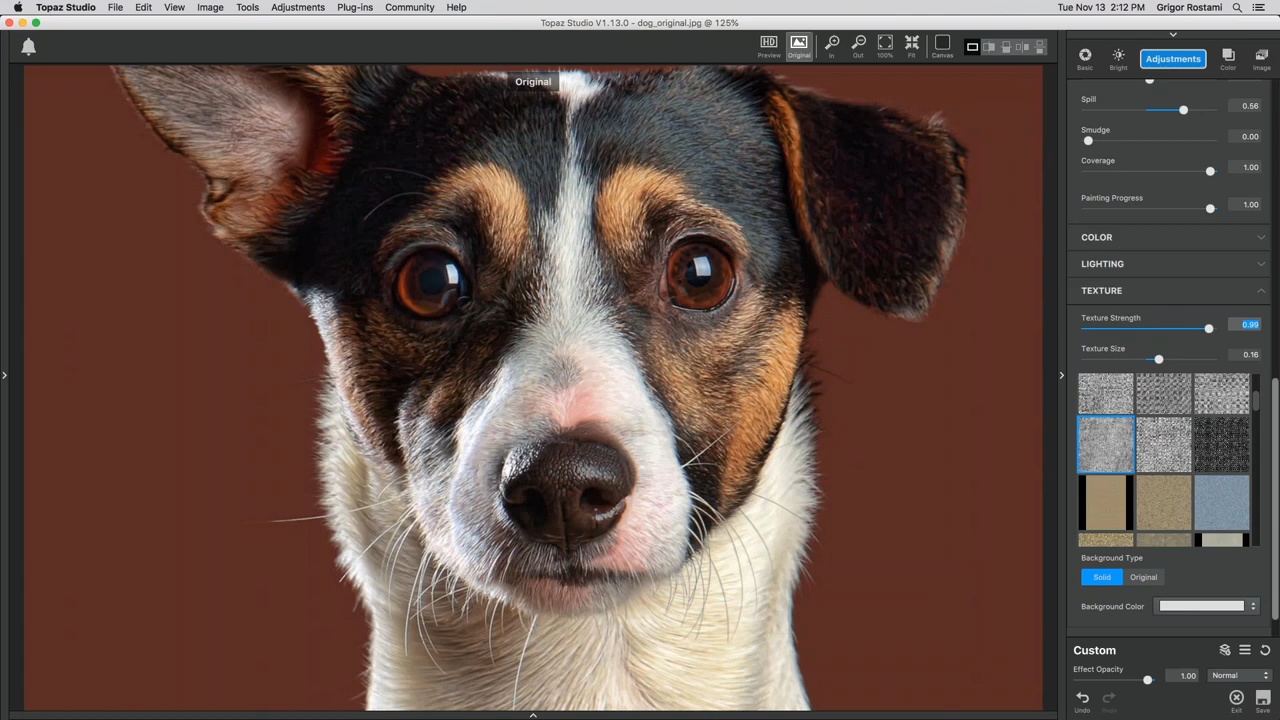 Topaz Studio File Edit View Image Tools Adjustments Plug-ins Community Help Tue Nov 13 2:12 PM Grigor Rostami
Topaz Studio V1.13.0 - dog_original.jpg @ 125%
Preview Original In Out 100% Fit Canvas
HD
Original
Basic Bright Adjustments Color Image
Spill 0.56
Smudge 0.00
Coverage 1.00
Painting Progress 1.00
COLOR
LIGHTING
TEXTURE
Texture Strength 0.99
Texture Size 0.16
Background Type
Solid Original
Background Color
Custom
Effect Opacity 1.00 Normal
Undo Redo Exit Save